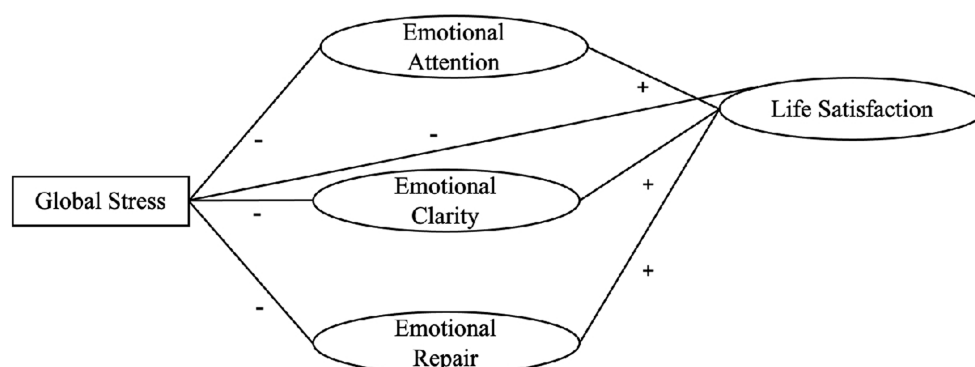 Emotional
Attention
+
Life Satisfaction
-
-
Global Stress
Emotional
Clarity
+
-
+
-
Emotional
Repair